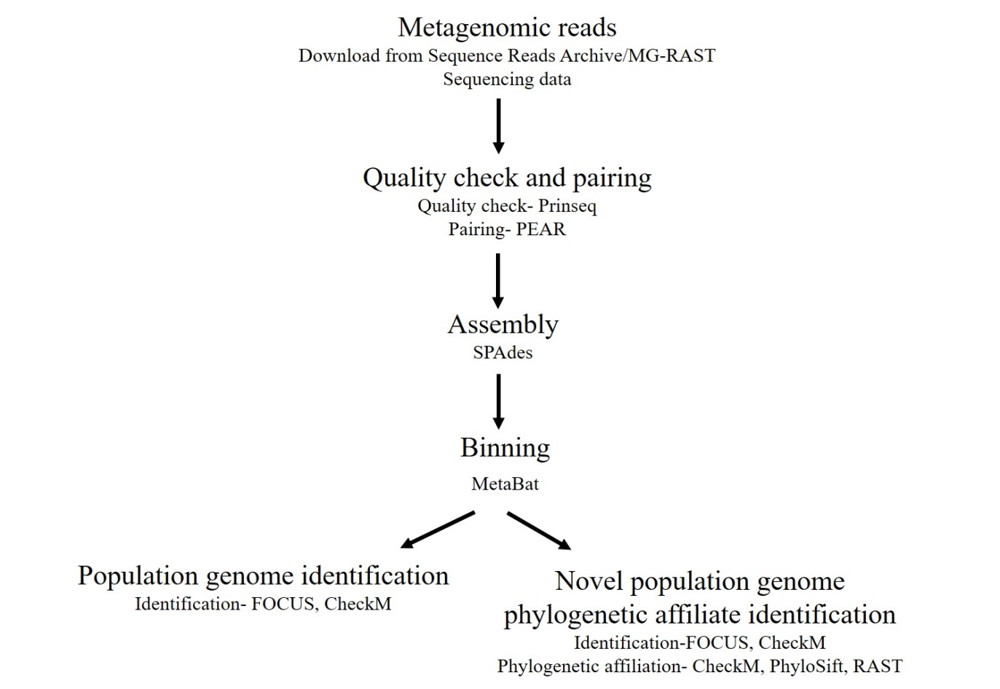 Metagenomic reads
Download from Sequence Reads Archive/MG-RAST
Sequencing data
Quality check and pairing
Quality check- Prinseq
Pairing- PEAR
Assembly
SPAdes
Binning
MetaBat
Population genome identification
Identification- FOCUS, CheckM
Novel population genome
phylogenetic affiliate identification
Identification-FOCUS, CheckM
Phylogenetic affiliation- CheckM, PhyloSift, RAST